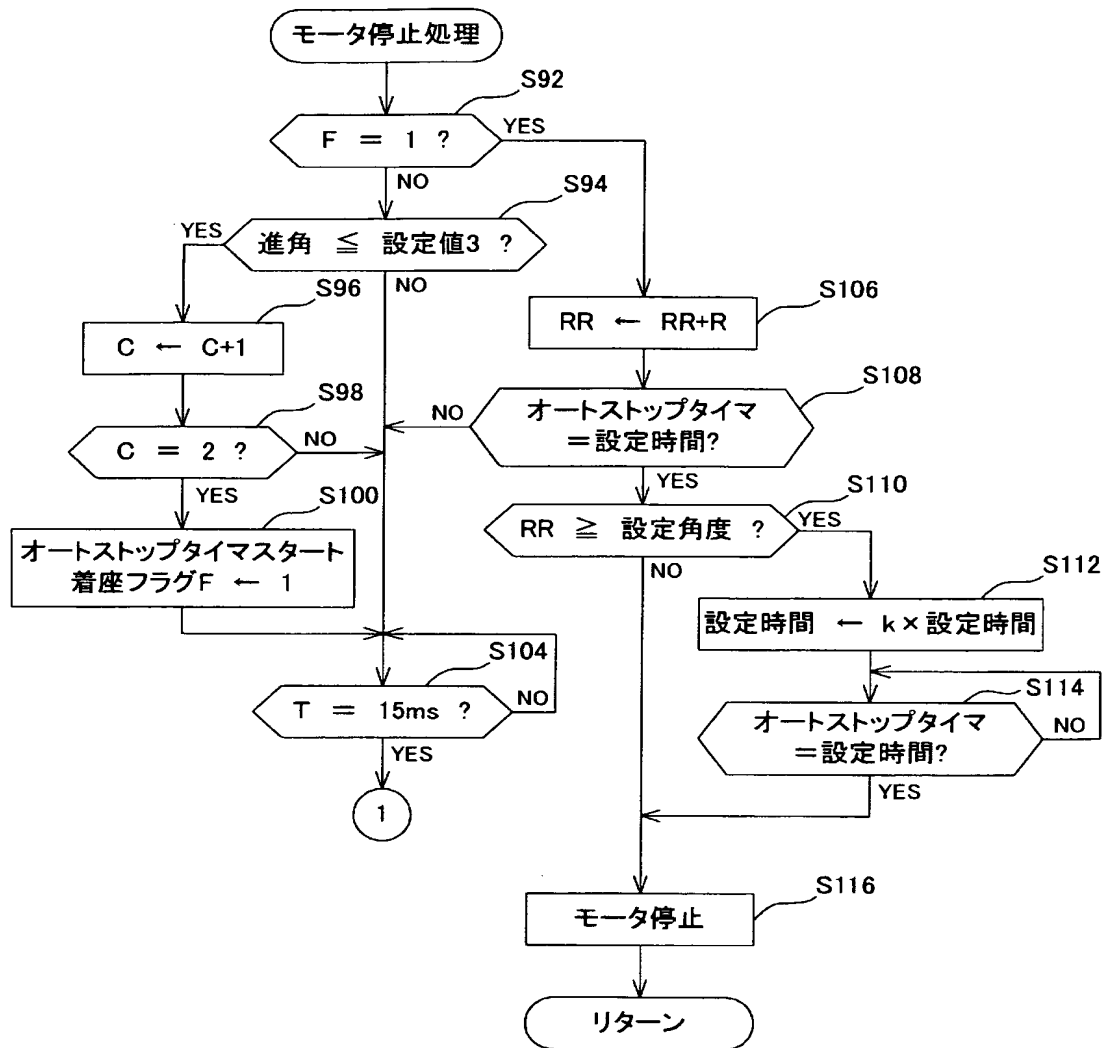 モータ停止処理
S92
F = 1 ?
YES
NO
S94
進角 ≦ 設定値3 ?
YES
NO
S96
C ← C+1
S98
C = 2 ?
NO
YES
S100
オートストップタイマスタート
着座フラグF ← 1
S104
T = 15ms ?
NO
YES
1
S106
RR ← RR+R
S108
オートストップタイマ
=設定時間?
NO
YES
S110
RR ≧ 設定角度 ?
YES
NO
S112
設定時間 ← k×設定時間
S114
オートストップタイマ
=設定時間?
NO
YES
S116
モータ停止
リターン